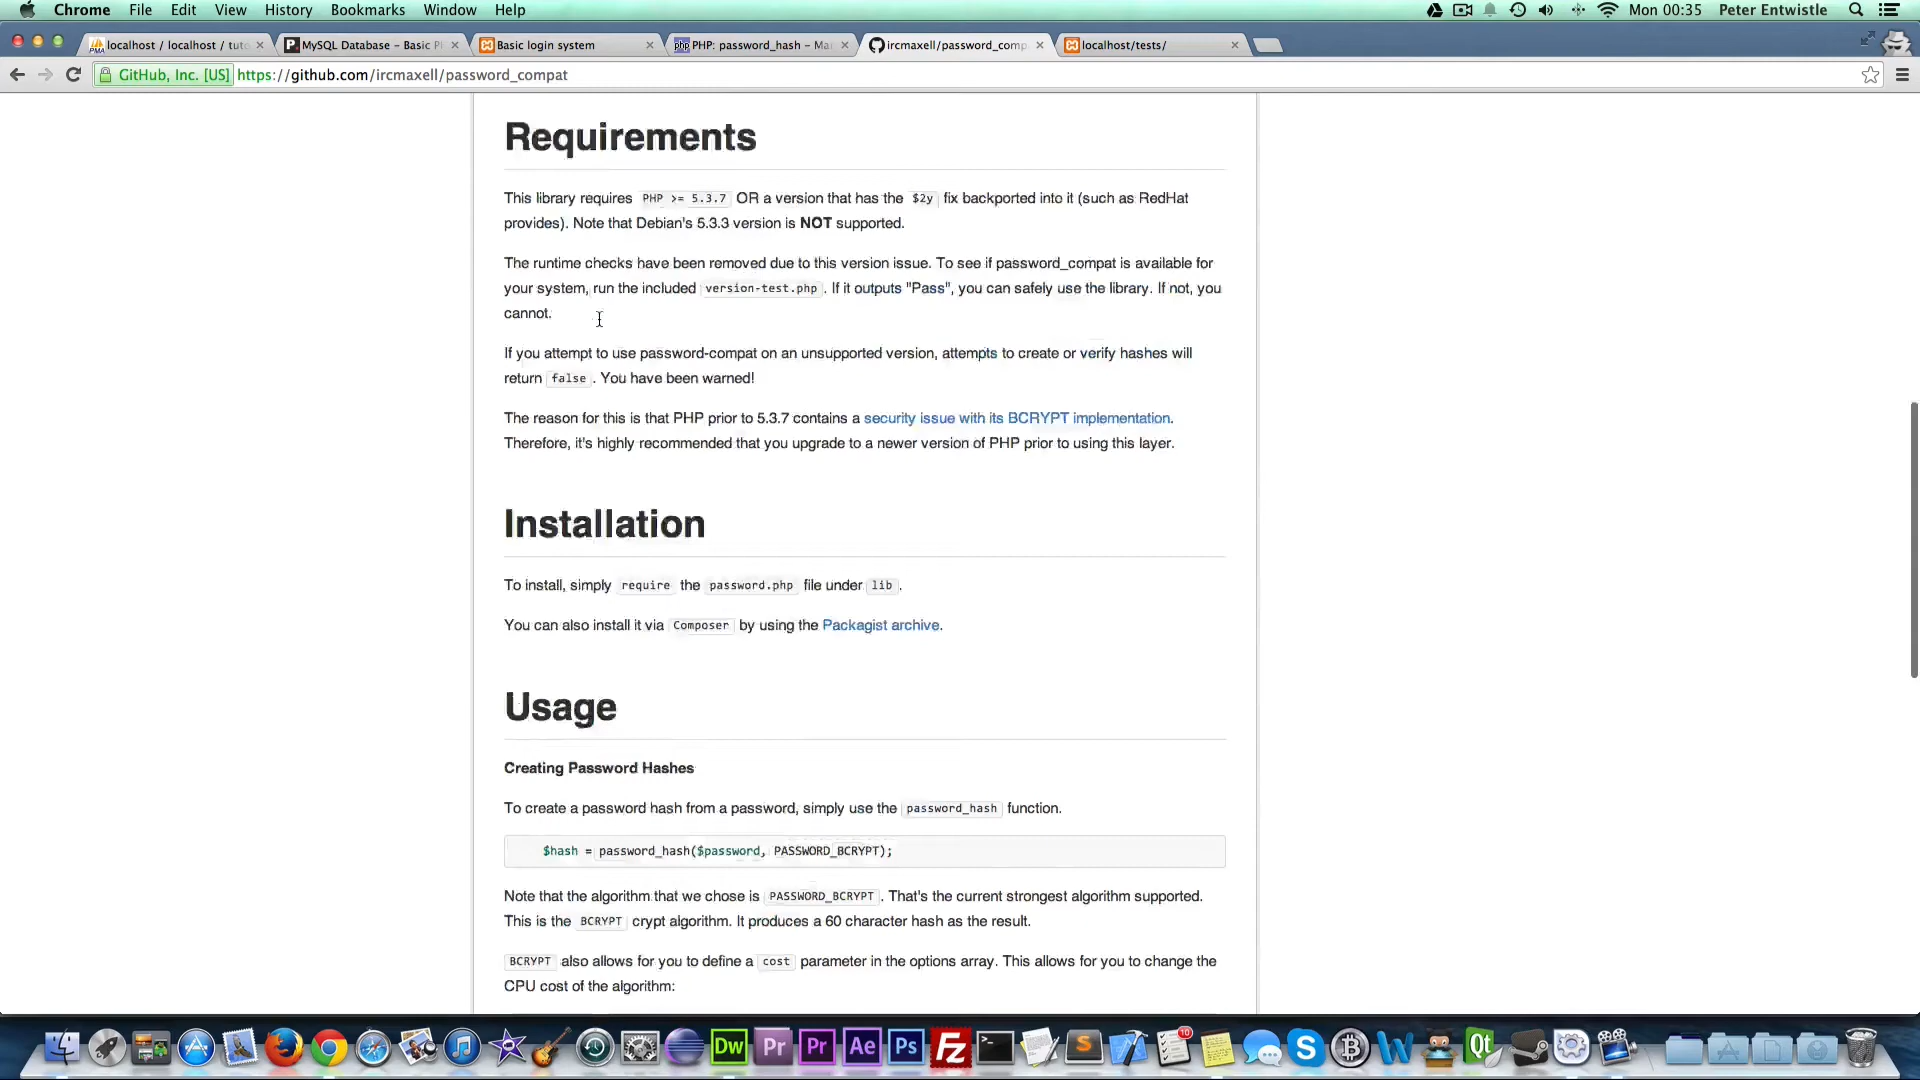 Chrome File Edit View History Bookmarks Window Help Mon 00:35 Peter Entwistle
localhost / localhost / tuto MySQL Database – Basic P Basic login system PHP: password_hash – Ma ircmaxell/password_comp localhost/tests/
GitHub, Inc. [US] https://github.com/ircmaxell/password_compat
Requirements
This library requires PHP >= 5.3.7 OR a version that has the $2y fix backported into it (such as RedHat
provides). Note that Debian's 5.3.3 version is NOT supported.
The runtime checks have been removed due to this version issue. To see if password_compat is available for
your system, run the included version-test.php. If it outputs "Pass", you can safely use the library. If not, you
cannot.
If you attempt to use password-compat on an unsupported version, attempts to create or verify hashes will
return false. You have been warned!
The reason for this is that PHP prior to 5.3.7 contains a security issue with its BCRYPT implementation.
Therefore, it's highly recommended that you upgrade to a newer version of PHP prior to using this layer.
Installation
To install, simply require the password.php file under lib.
You can also install it via Composer by using the Packagist archive.
Usage
Creating Password Hashes
To create a password hash from a password, simply use the password_hash function.
$hash = password_hash($password, PASSWORD_BCRYPT);
Note that the algorithm that we chose is PASSWORD_BCRYPT. That's the current strongest algorithm supported.
This is the BCRYPT crypt algorithm. It produces a 60 character hash as the result.
BCRYPT also allows for you to define a cost parameter in the options array. This allows for you to change the
CPU cost of the algorithm:
Dw Pr Pr Ae Ps Fz S 10 S B W Qt